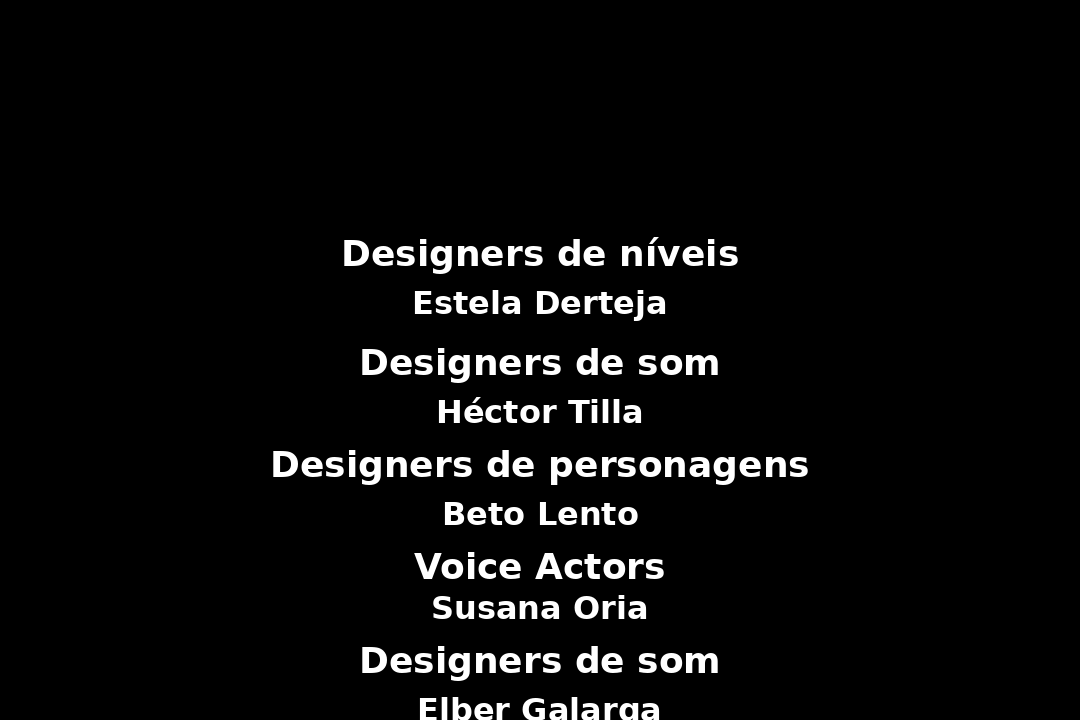 Designers de níveis
Estela Derteja
Designers de som
Héctor Tilla
Designers de personagens
Beto Lento
Voice Actors
Susana Oria
Designers de som
Elber Galarga